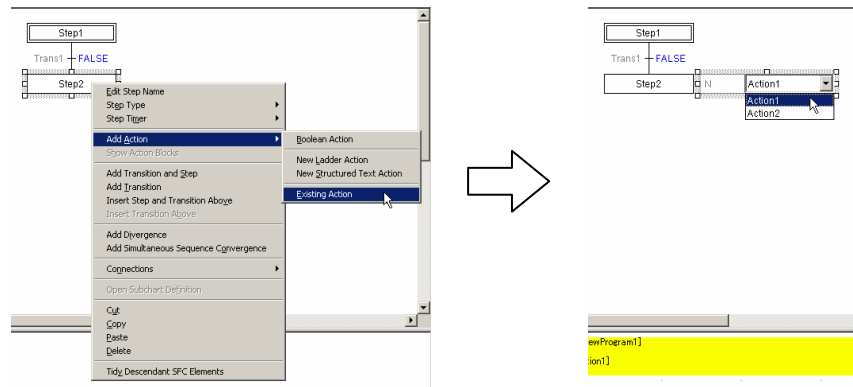 Step1
Trans1 FALSE
Step2
Edit Step Name
Step Type
Step Timer
Add Action
Show Action Blocks
Add Transition and Step
Add Transition
Insert Step and Transition Above
Insert Transition Above
Add Divergence
Add Simultaneous Sequence Convergence
Connections
Open Subchart Definition
Cut
Copy
Paste
Delete
Tidy Descendant SFC Elements
Boolean Action
New Ladder Action
New Structured Text Action
Existing Action
Step1
Trans1 FALSE
Step2 N Action1
Action1
Action2
ewProgram1]
ion1]